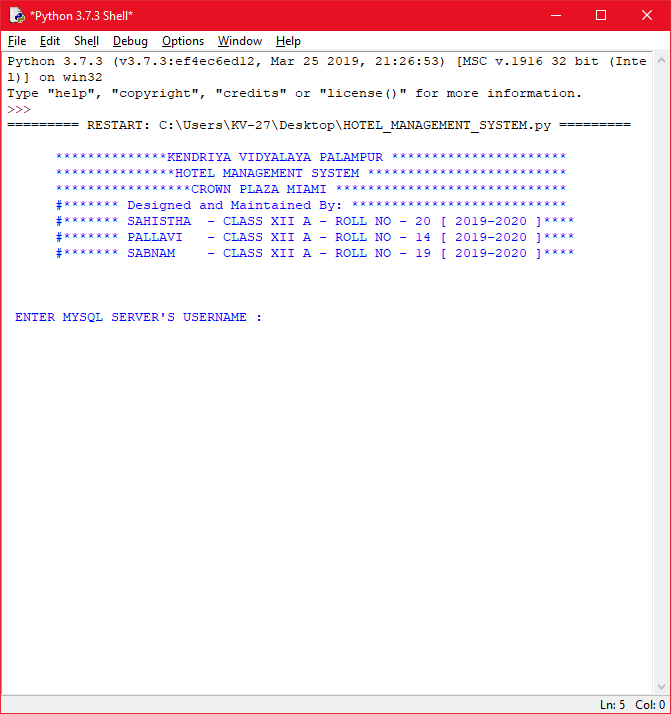 *Python 3.7.3 Shell*
File Edit Shell Debug Options Window Help
Python 3.7.3 (v3.7.3:ef4ec6ed12, Mar 25 2019, 21:26:53) [MSC v.1916 32 bit (Inte
l)] on win32
Type "help", "copyright", "credits" or "license()" for more information.
>>>
========= RESTART: C:\Users\KV-27\Desktop\HOTEL_MANAGEMENT_SYSTEM.py =========
**************KENDRIYA VIDYALAYA PALAMPUR **********************
***************HOTEL MANAGEMENT SYSTEM *************************
*****************CROWN PLAZA MIAMI *****************************
#******* Designed and Maintained By: ***************************
#******* SAHISTHA  - CLASS XII A - ROLL NO - 20 [ 2019-2020 ]****
#******* PALLAVI   - CLASS XII A - ROLL NO - 14 [ 2019-2020 ]****
#******* SABNAM    - CLASS XII A - ROLL NO - 19 [ 2019-2020 ]****
ENTER MYSQL SERVER'S USERNAME :
Ln: 5 Col: 0